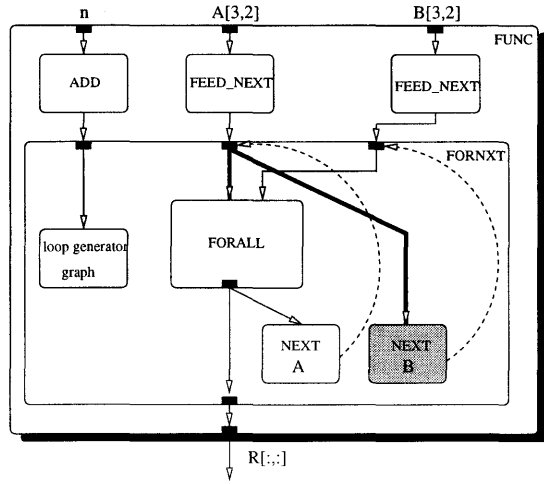 n A[3,2] B[3,2]
FUNC
ADD FEED_NEXT FEED_NEXT
FORNXT
FORALL
loop generator
graph
NEXT NEXT
A B
R[:,:]